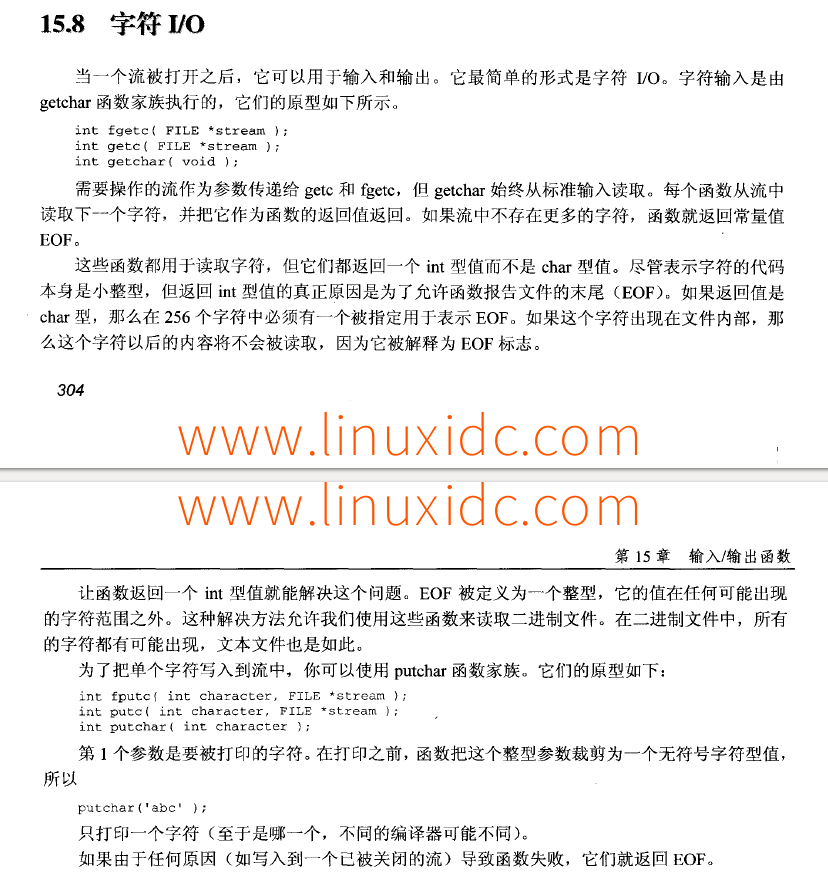 15.8 字符 I/O
当一个流被打开之后，它可以用于输入和输出。它最简单的形式是字符 I/O。字符输入是由
getchar 函数家族执行的，它们的原型如下所示。
int fgetc( FILE *stream );
int getc( FILE *stream );
int getchar( void );
需要操作的流作为参数传递给 getc 和 fgetc，但 getchar 始终从标准输入读取。每个函数从流中
读取下一个字符，并把它作为函数的返回值返回。如果流中不存在更多的字符，函数就返回常量值
EOF。
这些函数都用于读取字符，但它们都返回一个 int 型值而不是 char 型值。尽管表示字符的代码
本身是小整型，但返回 int 型值的真正原因是为了允许函数报告文件的末尾（EOF）。如果返回值是
char 型，那么在 256 个字符中必须有一个被指定用于表示 EOF。如果这个字符出现在文件内部，那
么这个字符以后的内容将不会被读取，因为它被解释为 EOF 标志。
304
www.linuxidc.com
www.linuxidc.com
第 15 章 输入/输出函数
让函数返回一个 int 型值就能解决这个问题。EOF 被定义为一个整型，它的值在任何可能出现
的字符范围之外。这种解决方法允许我们使用这些函数来读取二进制文件。在二进制文件中，所有
的字符都有可能出现，文本文件也是如此。
为了把单个字符写入到流中，你可以使用 putchar 函数家族。它们的原型如下：
int fputc( int character, FILE *stream );
int putc( int character, FILE *stream );
int putchar( int character );
第 1 个参数是要被打印的字符。在打印之前，函数把这个整型参数裁剪为一个无符号字符型值，
所以
putchar('abc' );
只打印一个字符（至于是哪一个，不同的编译器可能不同）。
如果由于任何原因（如写入到一个已被关闭的流）导致函数失败，它们就返回 EOF。